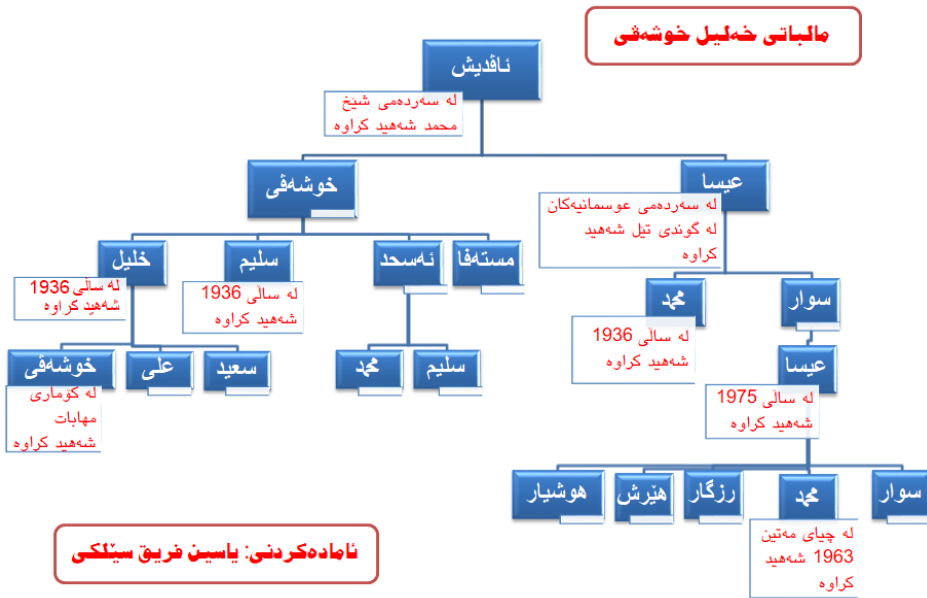 مالباتی خەلیل خوشەڤی
ئاڤدیش
لە سەردەمی شێخ
محمد شەهید کراوە
عیسا
لە سەردەمی عوسمانیەکان
لە گوندی تێل شەهید
کراوە
خوشەڤی
مستەفا
ئەسحد
سلیم
لە ساڵی 1936
شەهید کراوە
خلیل
لە ساڵی 1936
شەهید کراوە
سوار
محمد
لە ساڵی 1936
شەهید کراوە
عیسا
لە ساڵی 1975
شەهید کراوە
سلیم
محمد
سعید
علی
خوشەڤی
لە کۆماری
مهابات
شەهید کراوە
سوار
محمد
لە چیای مەتین
1963 شەهید
کراوە
رزگار
هێرش
هوشیار
ئامادەکردنی: یاسین فریق سێلکی